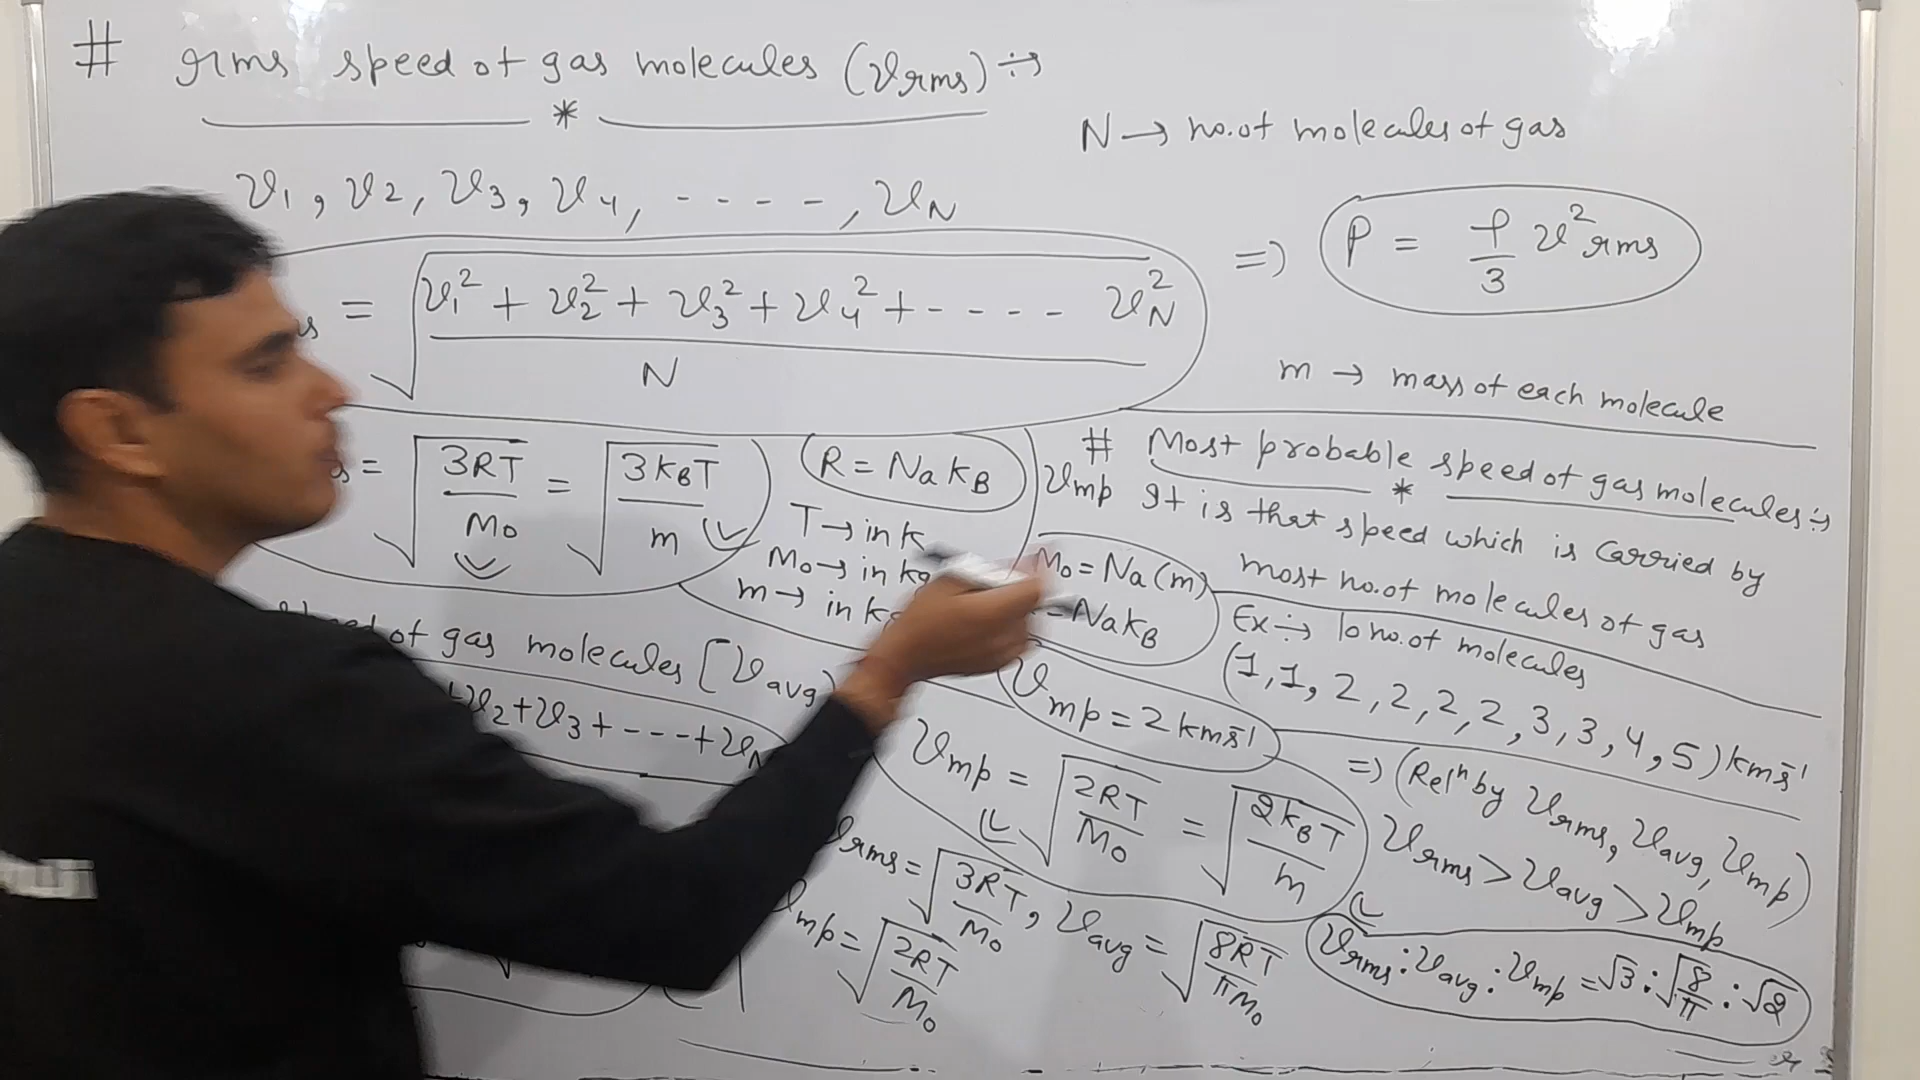 # rms speed of gas molecules (vrms) ÷→
*
N → no. of molecules of gas
v1, v2, v3, v4, - - - - -, vN
= √((v1² + v2² + v3² + v4² + - - - - vN²)/N)
⇒ P = ρ/3 v²rms
m → mass of each molecule
= √(3RT/M0) = √(3kBT/m)
R = Na kB
T → in K
M0 → in kg
m → in kg
# Most probable speed of gas molecules ÷→
*
vmp It is that speed which is carried by
most no. of molecules of gas
M0 = Na(m)
= NakB
Ex ÷→ 10 no. of molecules
(1, 1, 2, 2, 2, 2, 3, 3, 4, 5) kms⁻¹
vmp = 2 kms⁻¹
of gas molecules [vavg]
+v2+v3+---+vN
vmp = √(2RT/M0) = √(2kBT/m)
⇒ (Relⁿ by vrms, vavg, vmp)
vrms > vavg > vmp
vrms : vavg : vmp = √3 : √(8/π) : √2
vrms = √(3RT/M0), vavg = √(8RT/πM0)
vmp = √(2RT/M0)